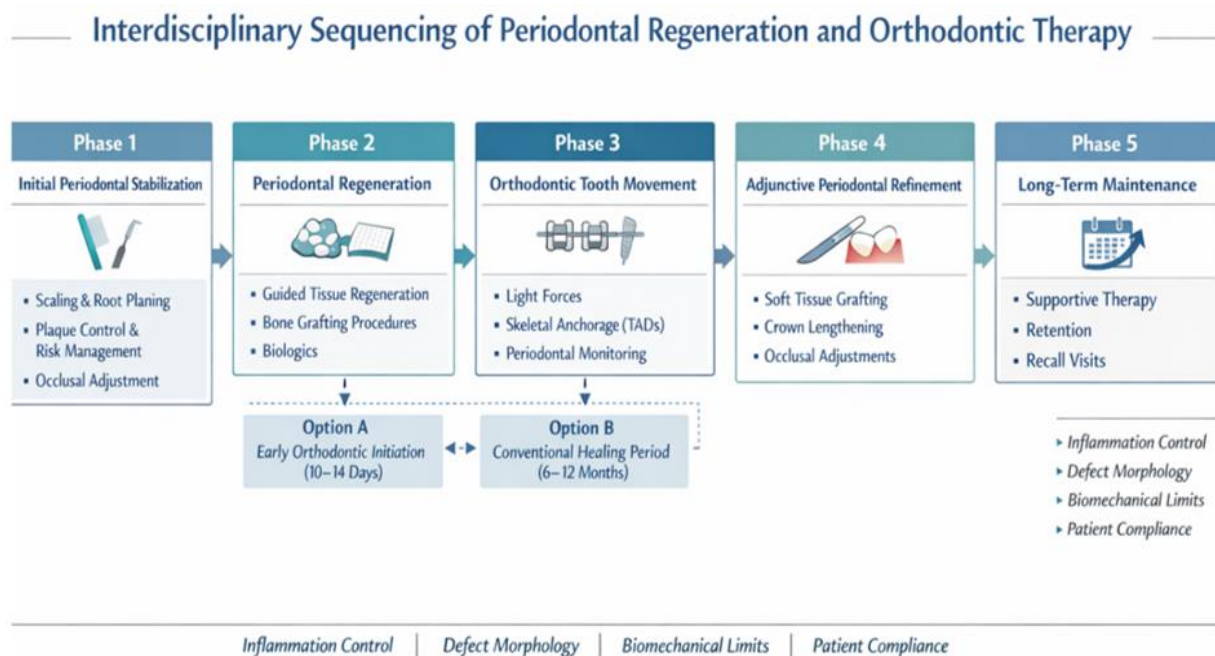 Interdisciplinary Sequencing of Periodontal Regeneration and Orthodontic Therapy
Phase 1
Initial Periodontal Stabilization
▪ Scaling & Root Planing
▪ Plaque Control &
Risk Management
▪ Occlusal Adjustment
Phase 2
Periodontal Regeneration
▪ Guided Tissue Regeneration
▪ Bone Grafting Procedures
▪ Biologics
Phase 3
Orthodontic Tooth Movement
▪ Light Forces
▪ Skeletal Anchorage (TADs)
▪ Periodontal Monitoring
Phase 4
Adjunctive Periodontal Refinement
▪ Soft Tissue Grafting
▪ Crown Lengthening
▪ Occlusal Adjustments
Phase 5
Long-Term Maintenance
▪ Supportive Therapy
▪ Retention
▪ Recall Visits
Option A
Early Orthodontic Initiation
(10–14 Days)
Option B
Conventional Healing Period
(6–12 Months)
▸ Inflammation Control
▸ Defect Morphology
▸ Biomechanical Limits
▸ Patient Compliance
Inflammation Control | Defect Morphology | Biomechanical Limits | Patient Compliance